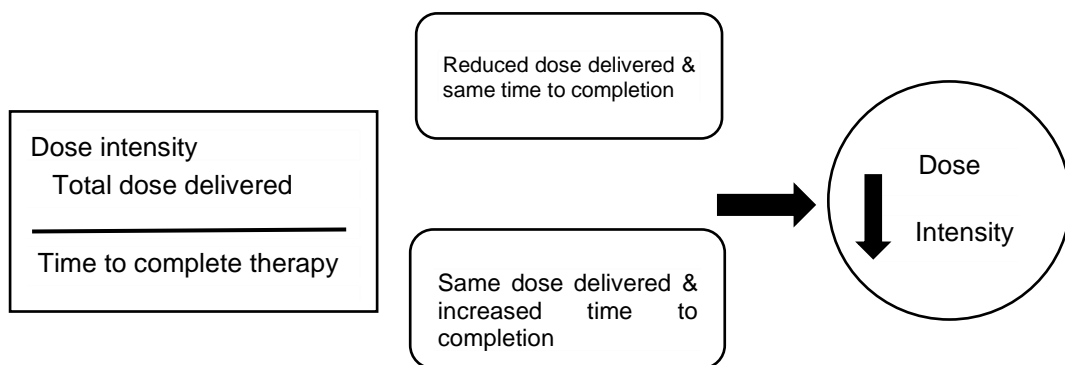 Dose intensity
Total dose delivered
Time to complete therapy
Reduced dose delivered &
same time to completion
Same dose delivered &
increased time to
completion
Dose
Intensity